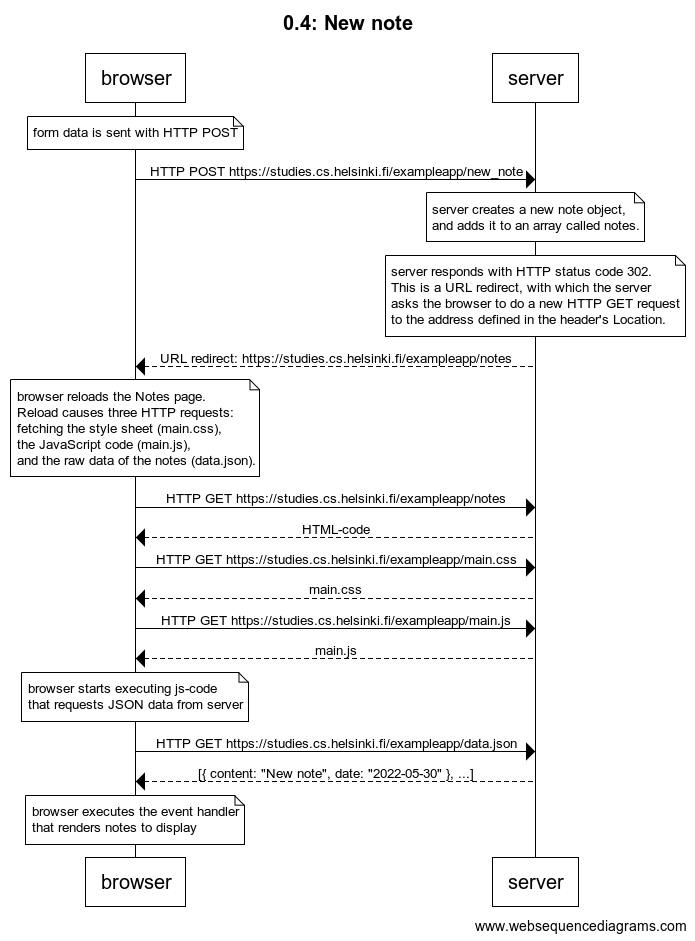 0.4: New note
browser
server
form data is sent with HTTP POST
HTTP POST https://studies.cs.helsinki.fi/exampleapp/new_note
server creates a new note object,
and adds it to an array called notes.
server responds with HTTP status code 302.
This is a URL redirect, with which the server
asks the browser to do a new HTTP GET request
to the address defined in the header's Location.
URL redirect: https://studies.cs.helsinki.fi/exampleapp/notes
browser reloads the Notes page.
Reload causes three HTTP requests:
fetching the style sheet (main.css),
the JavaScript code (main.js),
and the raw data of the notes (data.json).
HTTP GET https://studies.cs.helsinki.fi/exampleapp/notes
HTML-code
HTTP GET https://studies.cs.helsinki.fi/exampleapp/main.css
main.css
HTTP GET https://studies.cs.helsinki.fi/exampleapp/main.js
main.js
browser starts executing js-code
that requests JSON data from server
HTTP GET https://studies.cs.helsinki.fi/exampleapp/data.json
[{ content: "New note", date: "2022-05-30" }, ...]
browser executes the event handler
that renders notes to display
browser
server
www.websequencediagrams.com